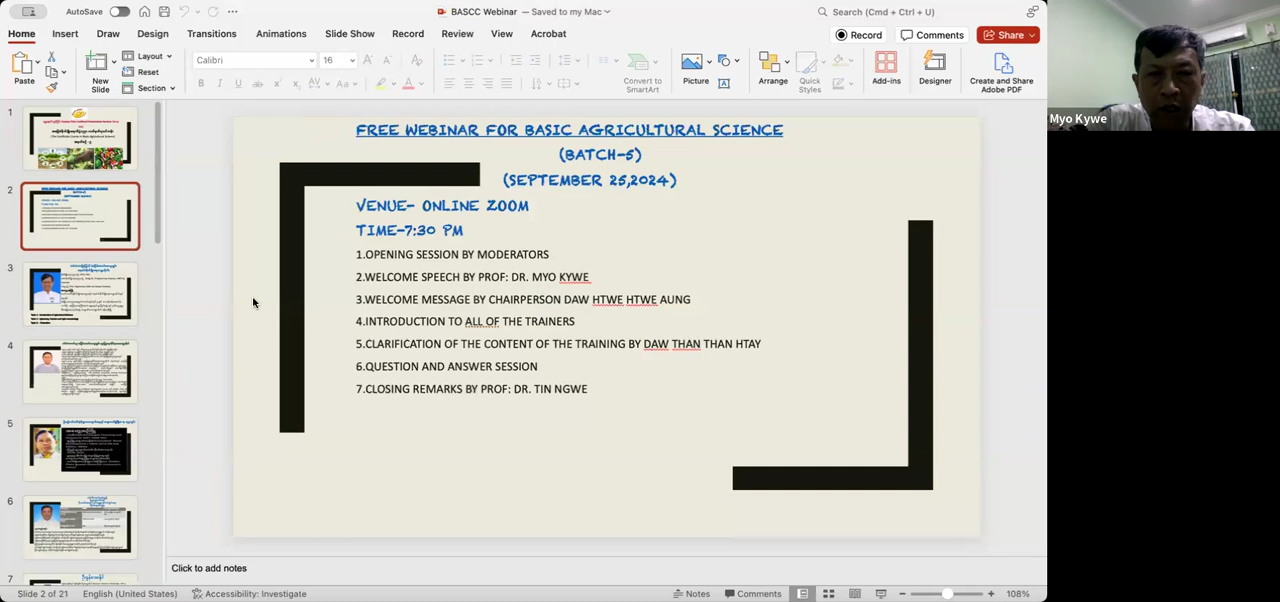 AutoSave
BASCC Webinar — Saved to my Mac
Search (Cmd + Ctrl + U)
Home Insert Draw Design Transitions Animations Slide Show Record Review View Acrobat
Record Comments Share
Paste
New Slide
Layout
Reset
Section
Calibri
16
Convert to SmartArt
Picture
Arrange
Quick Styles
Add-ins
Designer
Create and Share Adobe PDF
Myo Kywe
1
2
3
4
5
6
7
FREE WEBINAR FOR BASIC AGRICULTURAL SCIENCE
(BATCH-5)
(SEPTEMBER 25,2024)
VENUE- ONLINE ZOOM
TIME-7:30 PM
1.OPENING SESSION BY MODERATORS
2.WELCOME SPEECH BY PROF.DR. MYO KYWE
3.WELCOME MESSAGE BY CHAIRPERSON DAW HTWE HTWE AUNG
4.INTRODUCTION TO ALL OF THE TRAINERS
5.CLARIFICATION OF THE CONTENT OF THE TRAINING BY DAW THAN THAN HTAY
6.QUESTION AND ANSWER SESSION
7.CLOSING REMARKS BY PROF.DR. TIN NGWE
Click to add notes
Slide 2 of 21
English (United States)
Accessibility: Investigate
Notes
Comments
108%